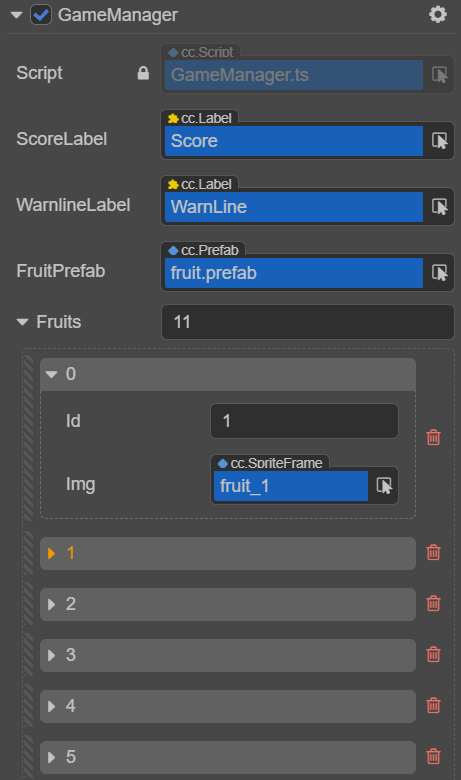 GameManager
cc.Script
Script
GameManager.ts
cc.Label
ScoreLabel
Score
cc.Label
WarnlineLabel
WarnLine
cc.Prefab
FruitPrefab
fruit.prefab
Fruits
11
0
Id
1
cc.SpriteFrame
Img
fruit_1
1
2
3
4
5